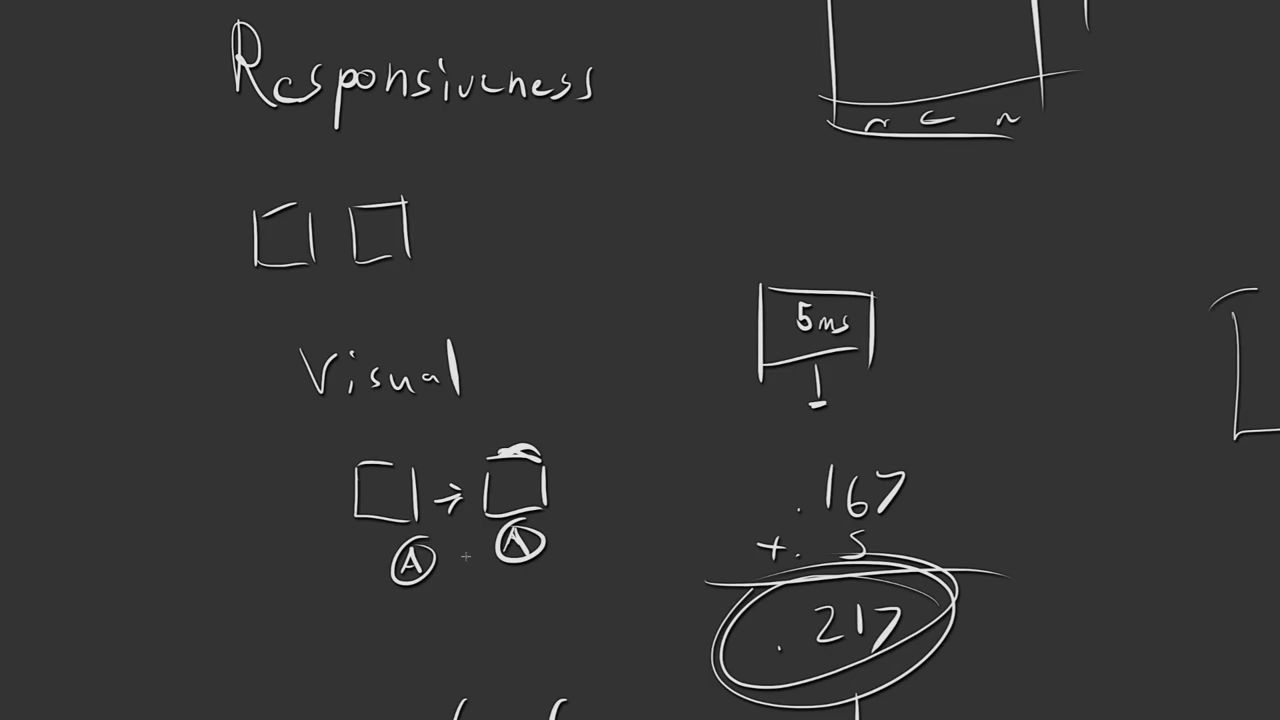 Responsiveness
5ms
Visual
.167
+. 5
A A
.217